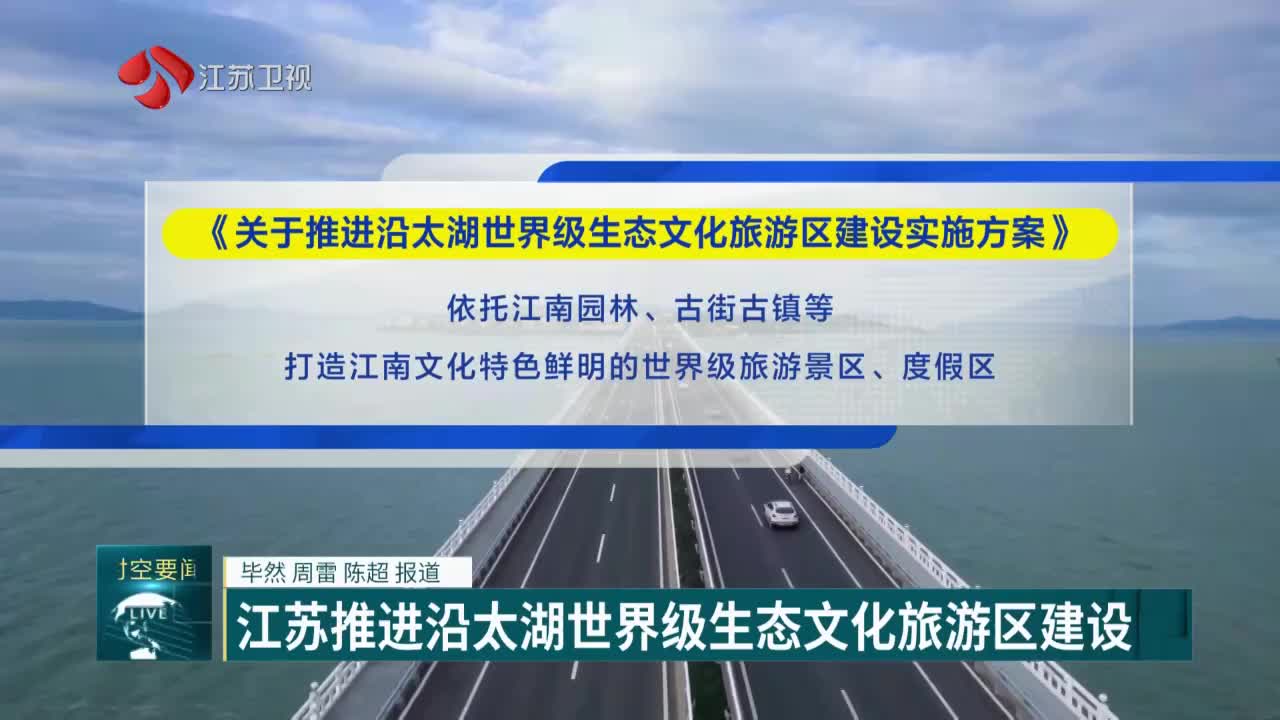 江苏卫视
《关于推进沿太湖世界级生态文化旅游区建设实施方案》
依托江南园林、古街古镇等
打造江南文化特色鲜明的世界级旅游景区、度假区
时空要闻
LIVE
毕然 周雷 陈超 报道
江苏推进沿太湖世界级生态文化旅游区建设